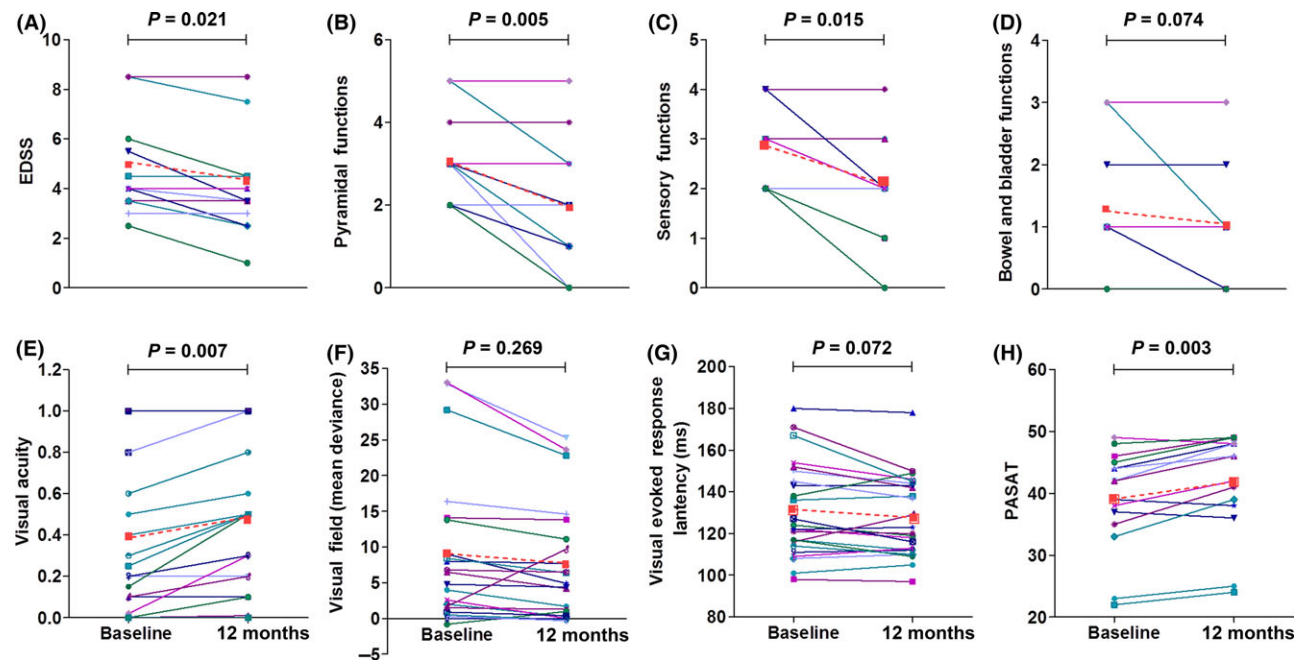 (A)
P = 0.021
EDSS
10
8
6
4
2
0
(B)
P = 0.005
Pyramidal functions
6
4
2
0
(C)
P = 0.015
Sensory functions
5
4
3
2
1
0
(D)
P = 0.074
Bowel and bladder functions
4
3
2
1
0
(E)
P = 0.007
Visual acuity
1.2
1.0
0.8
0.6
0.4
0.2
0.0
Baseline
12 months
(F)
P = 0.269
Visual field (mean deviance)
35
30
25
20
15
10
5
0
–5
Baseline
12 months
(G)
P = 0.072
Visual evoked response
lantency (ms)
200
180
160
140
120
100
80
Baseline
12 months
(H)
P = 0.003
PASAT
60
50
40
30
20
Baseline
12 months